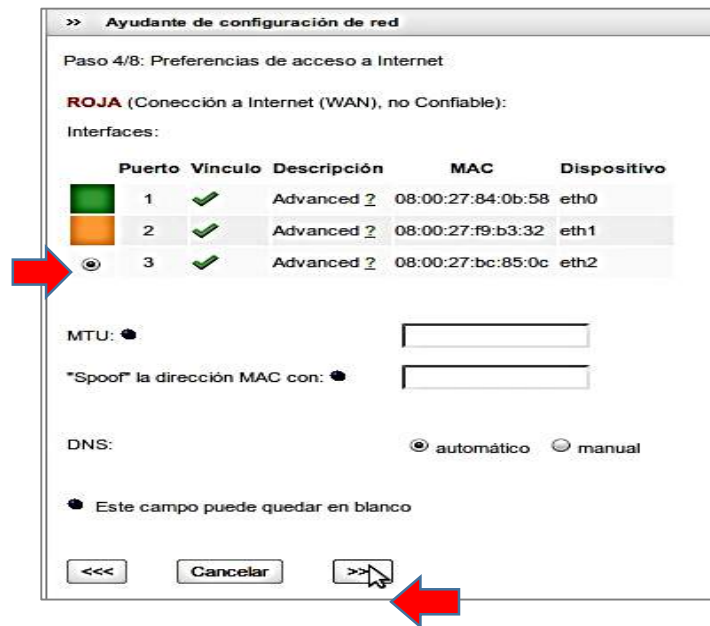 >> Ayudante de configuración de red
Paso 4/8: Preferencias de acceso a Internet
ROJA (Conección a Internet (WAN), no Confiable):
Interfaces:
Puerto Vínculo Descripción MAC Dispositivo
1 Advanced ? 08:00:27:84:0b:58 eth0
2 Advanced ? 08:00:27:f9:b3:32 eth1
3 Advanced ? 08:00:27:bc:85:0c eth2
MTU:
"Spoof" la dirección MAC con:
DNS: automático manual
Este campo puede quedar en blanco
<<< Cancelar >>>